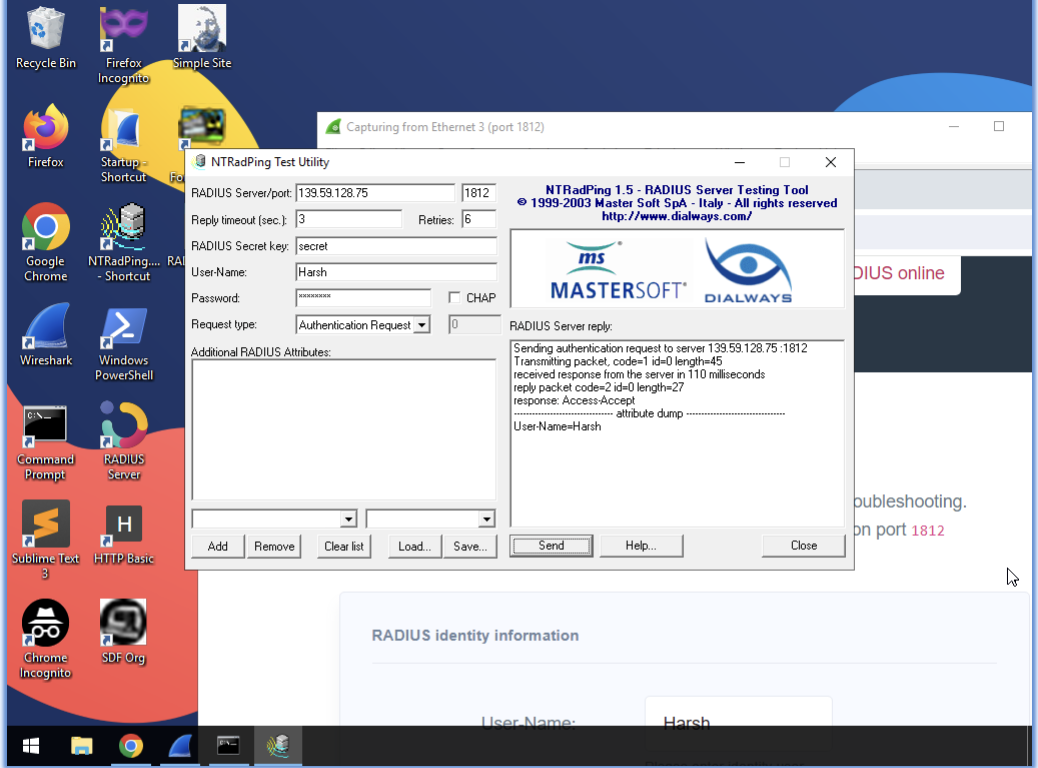 Recycle Bin
Firefox
Incognito
Simple Site
Firefox
Startup -
Shortcut
Fo
Google
Chrome
NTRadPing....
- Shortcut
RAD
Wireshark
Windows
PowerShell
Command
Prompt
RADIUS
Server
Sublime Text
3
HTTP Basic
H
Chrome
Incognito
SDF Org
Capturing from Ethernet 3 (port 1812)
NTRadPing Test Utility
RADIUS Server/port: 139.59.128.75 1812
Reply timeout (sec.): 3 Retries: 6
RADIUS Secret key: secret
User-Name: Harsh
Password: xxxxxxxx CHAP
Request type: Authentication Request 0
Additional RADIUS Attributes:
Add Remove Clear list Load... Save...
NTRadPing 1.5 - RADIUS Server Testing Tool
© 1999-2003 Master Soft SpA - Italy - All rights reserved
http://www.dialways.com/
ms
MASTERSOFT
DIALWAYS
RADIUS Server reply:
Sending authentication request to server 139.59.128.75 :1812
Transmitting packet, code=1 id=0 length=45
received response from the server in 110 milliseconds
reply packet code=2 id=0 length=27
response: Access-Accept
------------------------------- attribute dump -------------------------------
User-Name=Harsh
Send Help... Close
DIUS online
oubleshooting.
on port 1812
RADIUS identity information
User-Name: Harsh